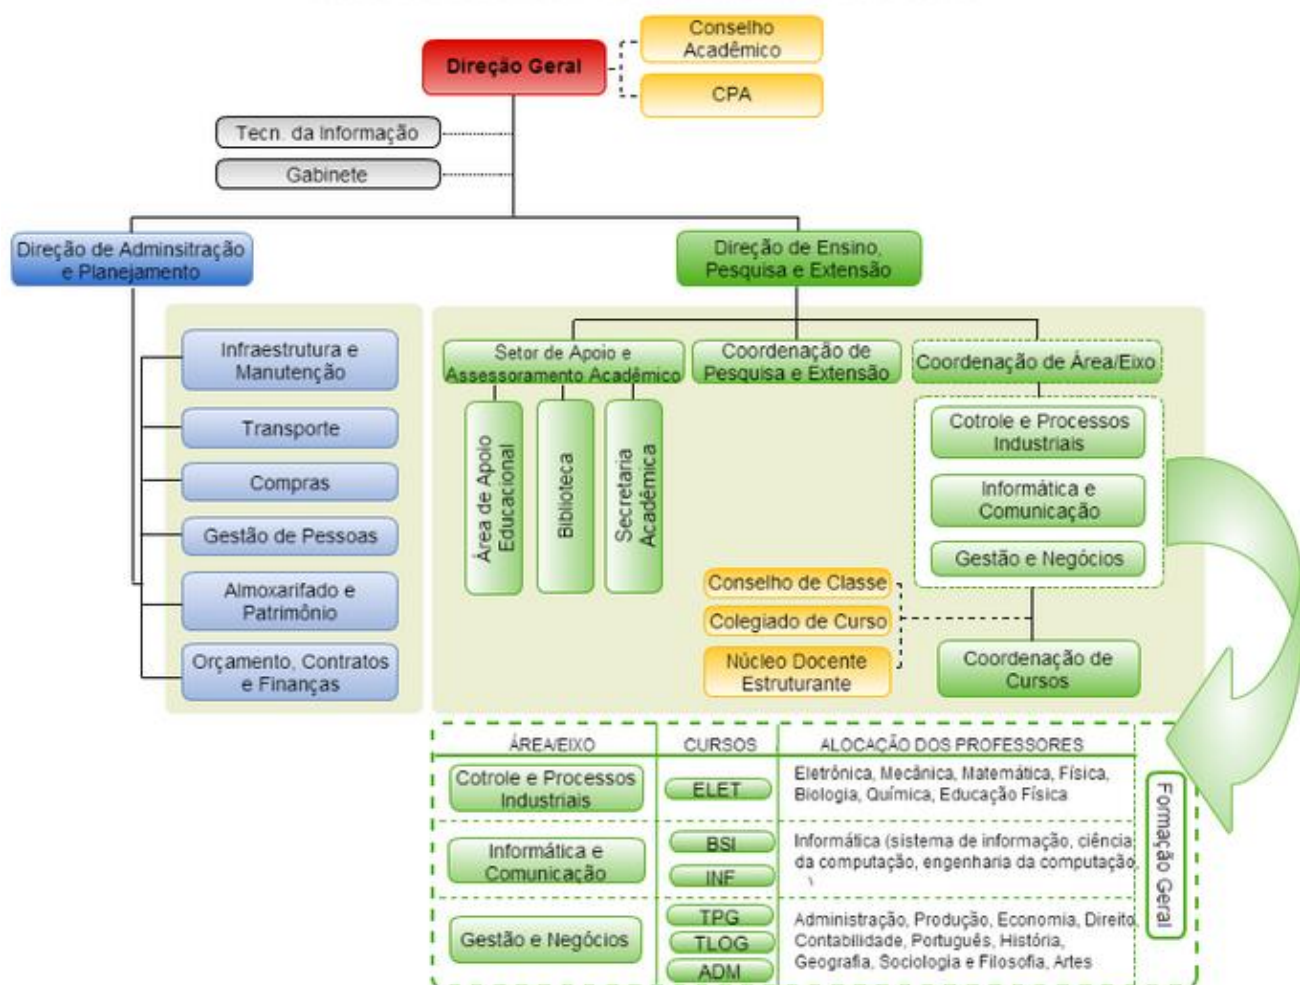 Conselho
Acadêmico
Direção Geral
CPA
Tecn. da Informação
Gabinete
Direção de Adminsitração
e Planejamento
Direção de Ensino,
Pesquisa e Extensão
Infraestrutura e
Manutenção
Transporte
Compras
Gestão de Pessoas
Almoxarifado e
Patrimônio
Orçamento, Contratos
e Finanças
Setor de Apoio e
Assessoramento Acadêmico
Coordenação de
Pesquisa e Extensão
Coordenação de Área/Eixo
Área de Apoio
Educacional
Biblioteca
Secretaria
Acadêmica
Cotrole e Processos
Industriais
Informática e
Comunicação
Gestão e Negócios
Conselho de Classe
Colegiado de Curso
Núcleo Docente
Estruturante
Coordenação de
Cursos
ÁREA/EIXO
CURSOS
ALOCAÇÃO DOS PROFESSORES
Cotrole e Processos
Industriais
ELET
Eletrônica, Mecânica, Matemática, Física,
Biologia, Química, Educação Física
Informática e
Comunicação
BSI
INF
Informática (sistema de informação, ciência
da computação, engenharia da computação,
Gestão e Negócios
TPG
TLOG
ADM
Administração, Produção, Economia, Direito,
Contabilidade, Português, História,
Geografia, Sociologia e Filosofia, Artes
Formação Geral